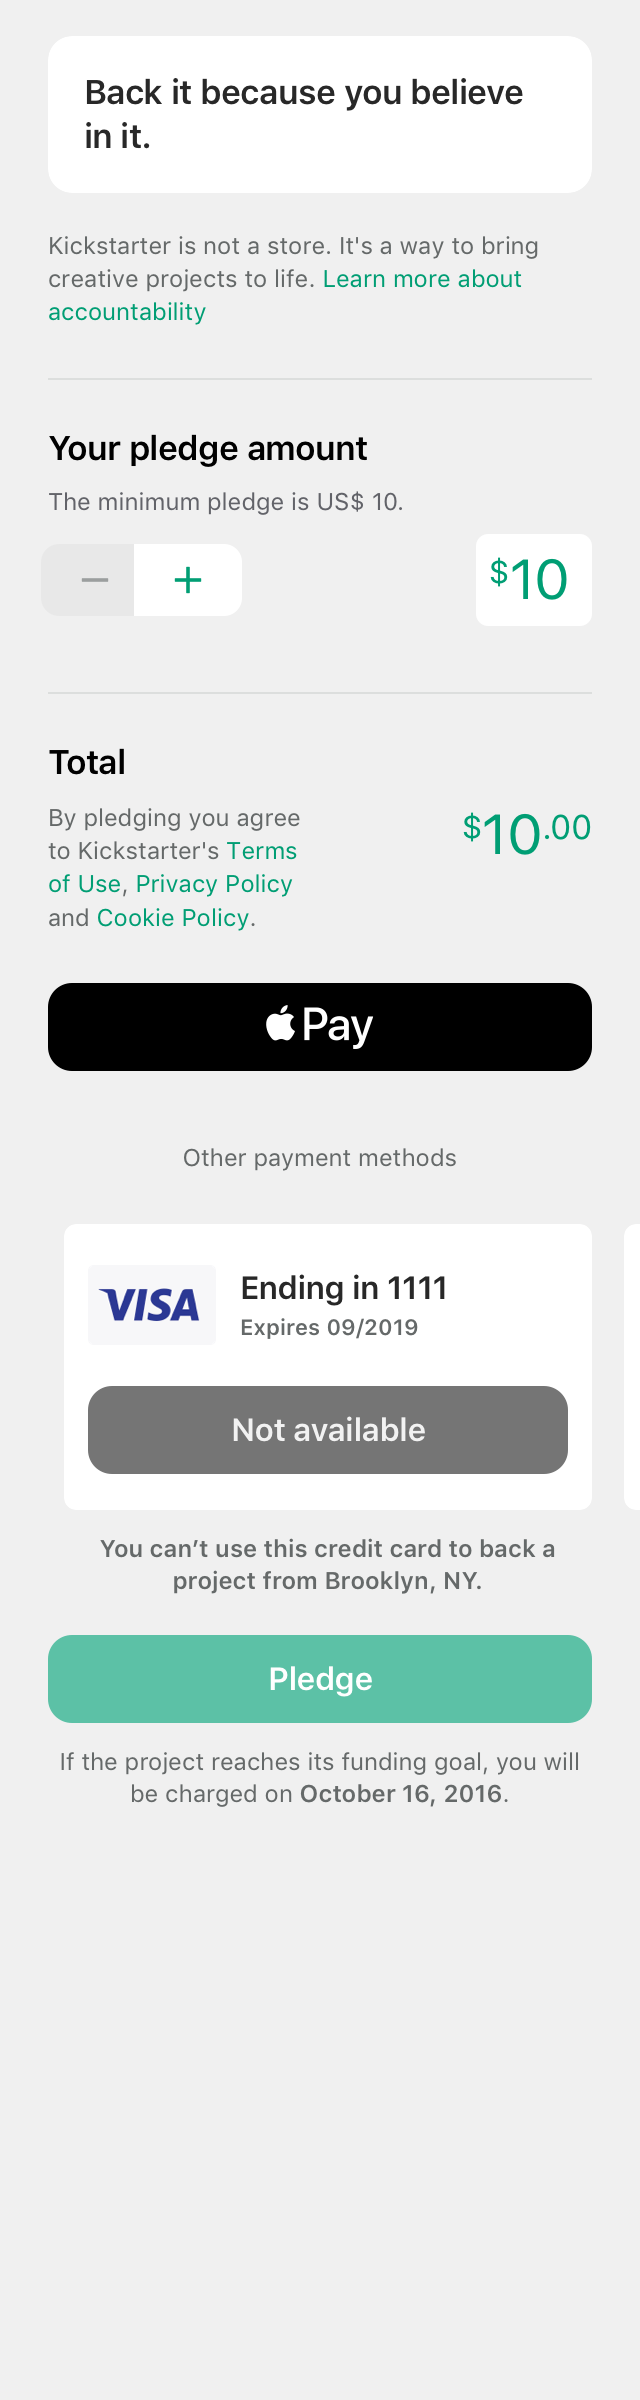 Back it because you believe
in it.
Kickstarter is not a store. It's a way to bring
creative projects to life. Learn more about
accountability
Your pledge amount
The minimum pledge is US$ 10.
− +
$10
Total
By pledging you agree
to Kickstarter's Terms
of Use, Privacy Policy
and Cookie Policy.
$10.00
Pay
Other payment methods
VISA
Ending in 1111
Expires 09/2019
Not available
You can’t use this credit card to back a
project from Brooklyn, NY.
Pledge
If the project reaches its funding goal, you will
be charged on October 16, 2016.